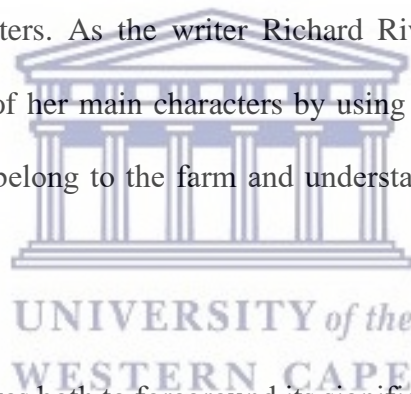 ters. As the writer Richard Riv
of her main characters by using
belong to the farm and understa
UNIVERSITY of the
WESTERN CAPE
both to foreground its signifi